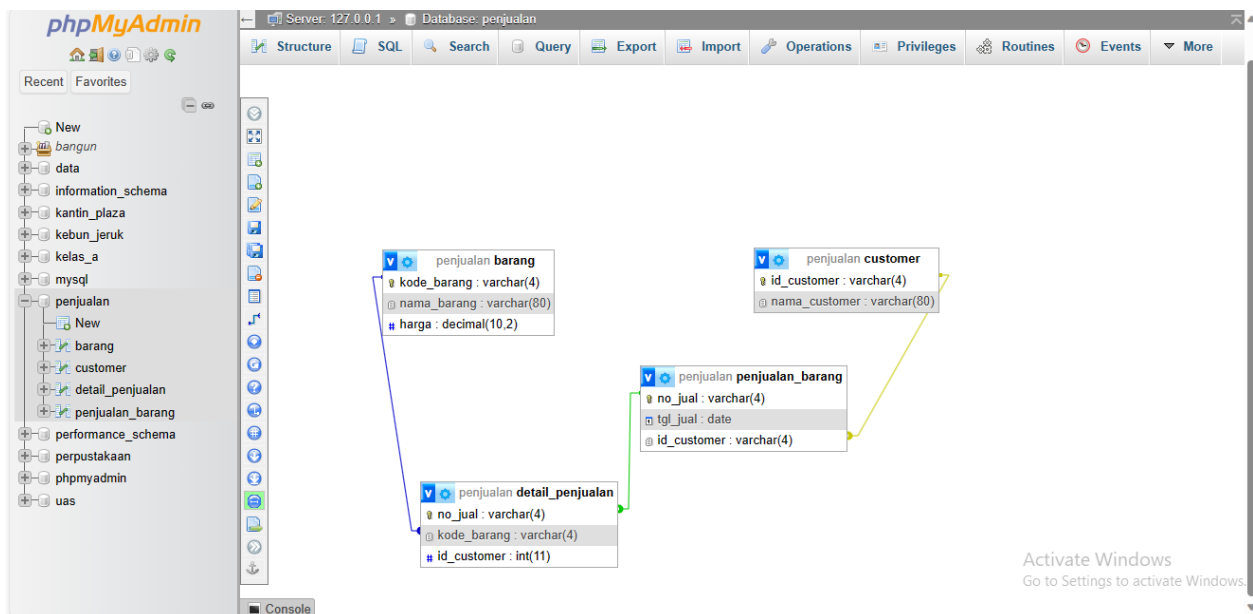 phpMyAdmin
Recent Favorites
New
bangun
data
information_schema
kantin_plaza
kebun_jeruk
kelas_a
mysql
penjualan
New
barang
customer
detail_penjualan
penjualan_barang
performance_schema
perpustakaan
phpmyadmin
uas
Server: 127.0.0.1 » Database: penjualan
Structure SQL Search Query Export Import Operations Privileges Routines Events More
penjualan barang
kode_barang : varchar(4)
nama_barang : varchar(80)
# harga : decimal(10,2)
penjualan customer
id_customer : varchar(4)
nama_customer : varchar(80)
penjualan penjualan_barang
no_jual : varchar(4)
tgl_jual : date
id_customer : varchar(4)
penjualan detail_penjualan
no_jual : varchar(4)
kode_barang : varchar(4)
# id_customer : int(11)
Activate Windows
Go to Settings to activate Windows.
Console